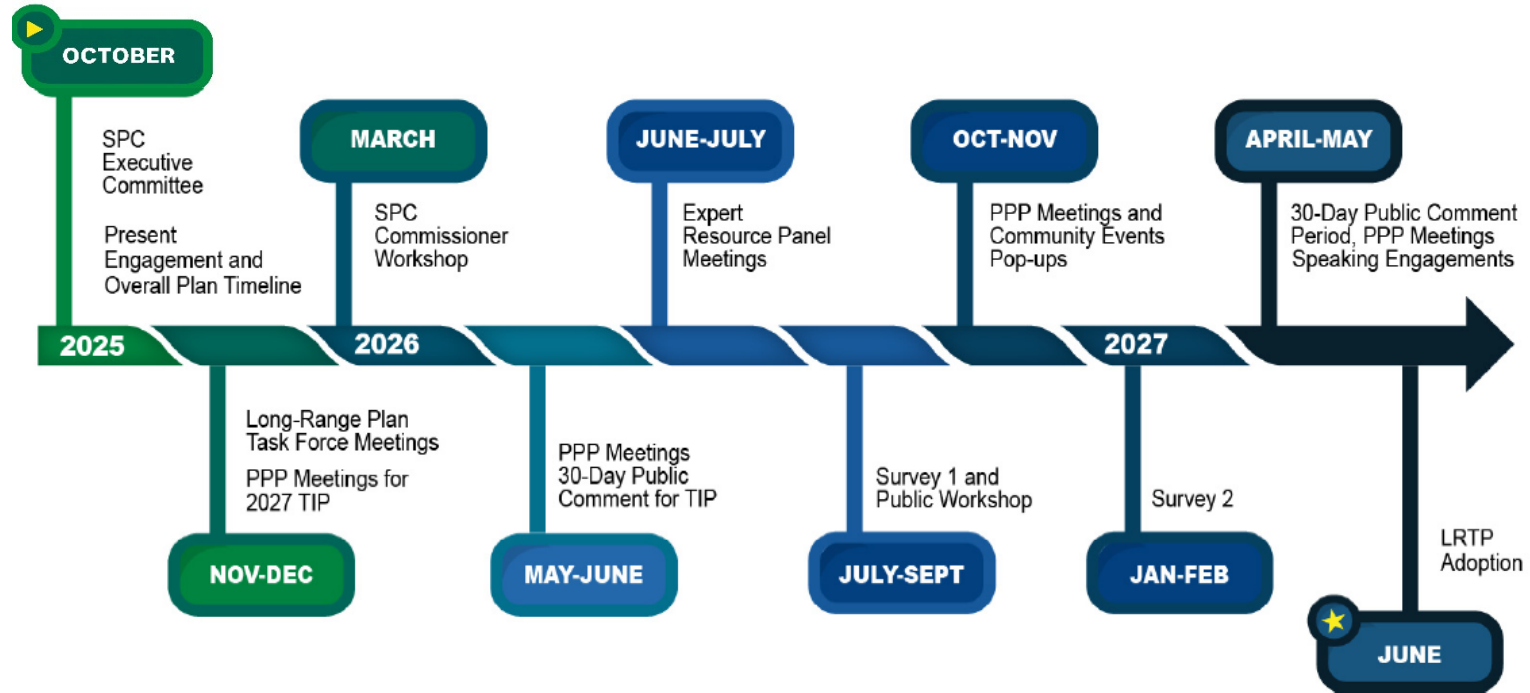 OCTOBER
SPC
Executive
Committee
Present
Engagement and
Overall Plan Timeline
MARCH
SPC
Commissioner
Workshop
JUNE-JULY
Expert
Resource Panel
Meetings
OCT-NOV
PPP Meetings and
Community Events
Pop-ups
APRIL-MAY
30-Day Public Comment
Period, PPP Meetings
Speaking Engagements
2025
2026
2027
Long-Range Plan
Task Force Meetings
PPP Meetings for
2027 TIP
NOV-DEC
PPP Meetings
30-Day Public
Comment for TIP
MAY-JUNE
Survey 1 and
Public Workshop
JULY-SEPT
Survey 2
JAN-FEB
LRTP
Adoption
JUNE